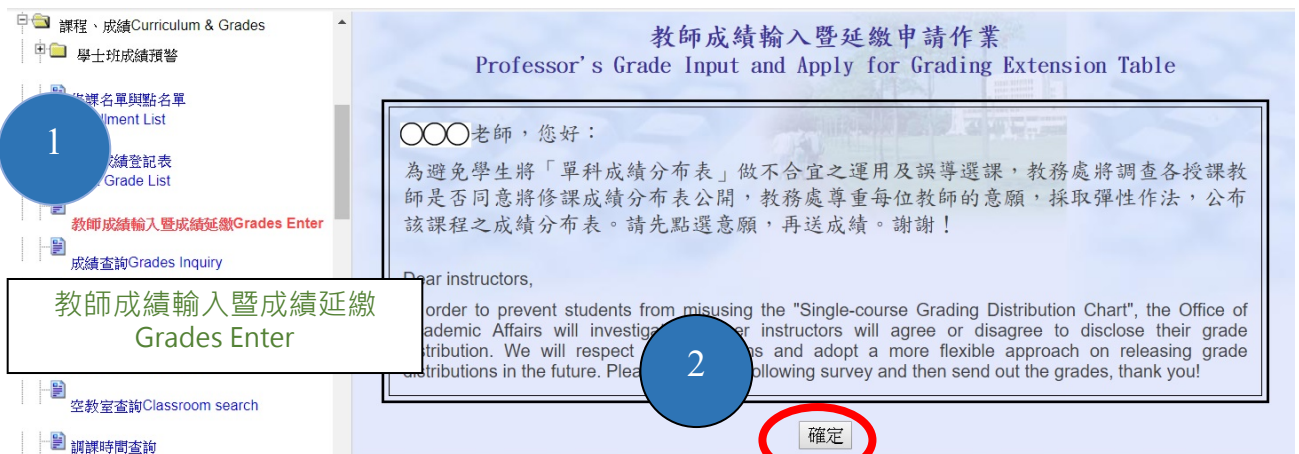 課程、成績Curriculum & Grades
學士班成績預警
課名單與點名單
llment List
1
成績登記表
Grade List
教師成績輸入暨成績延繳Grades Enter
成績查詢Grades Inquiry
教師成績輸入暨成績延繳
Grades Enter
空教室查詢Classroom search
調課時間查詢
教師成績輸入暨延繳申請作業
Professor's Grade Input and Apply for Grading Extension Table
○○○老師，您好：
為避免學生將「單科成績分布表」做不合宜之運用及誤導選課，教務處將調查各授課教
師是否同意將修課成績分布表公開，教務處尊重每位教師的意願，採取彈性作法，公布
該課程之成績分布表。請先點選意願，再送成績。謝謝！
Dear instructors,
order to prevent students from misusing the "Single-course Grading Distribution Chart", the Office of
ademic Affairs will investigat er instructors will agree or disagree to disclose their grade
stribution. We will respect ns and adopt a more flexible approach on releasing grade
distributions in the future. Plea ollowing survey and then send out the grades, thank you!
2
確定